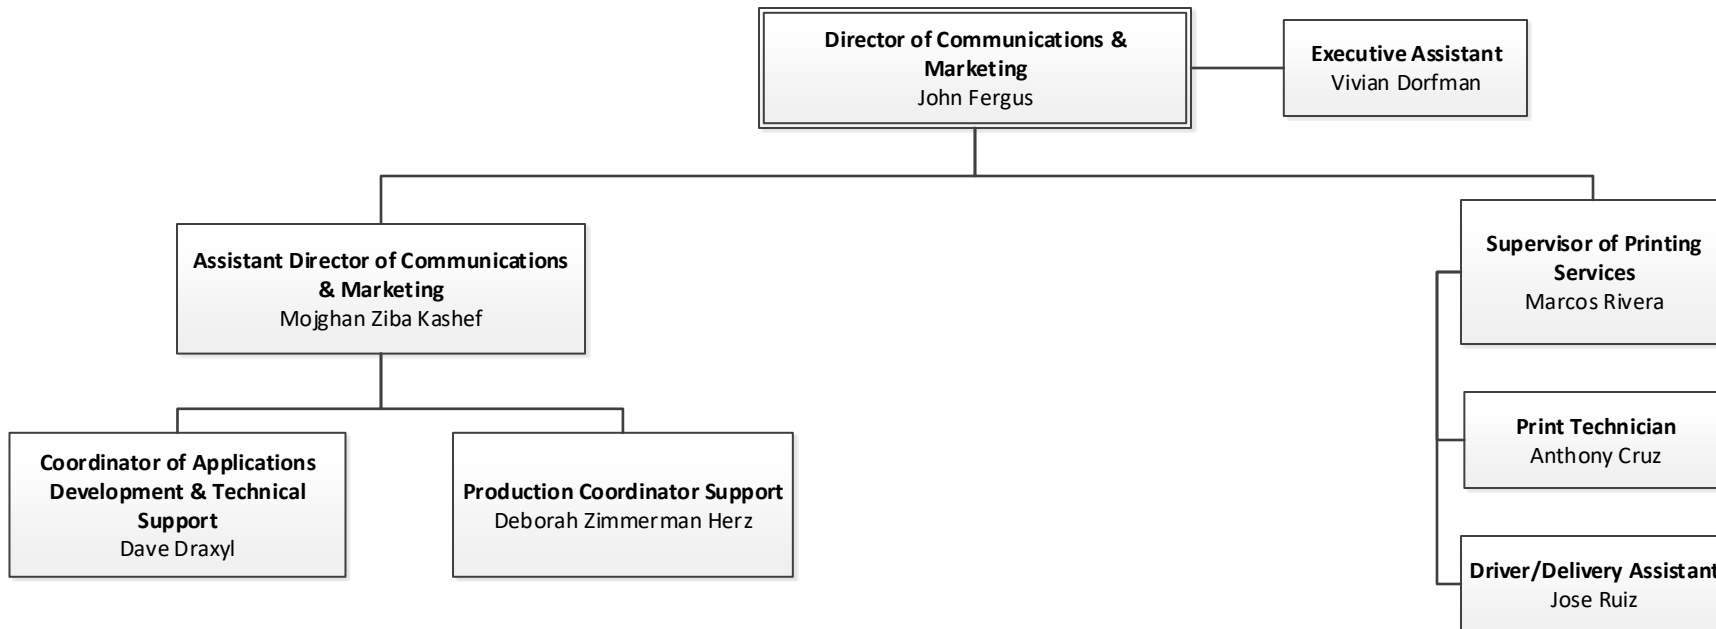 Director of Communications &
Marketing
John Fergus
Executive Assistant
Vivian Dorfman
Assistant Director of Communications
& Marketing
Mojghan Ziba Kashef
Supervisor of Printing
Services
Marcos Rivera
Coordinator of Applications
Development & Technical
Support
Dave Draxyl
Production Coordinator Support
Deborah Zimmerman Herz
Print Technician
Anthony Cruz
Driver/Delivery Assistant
Jose Ruiz